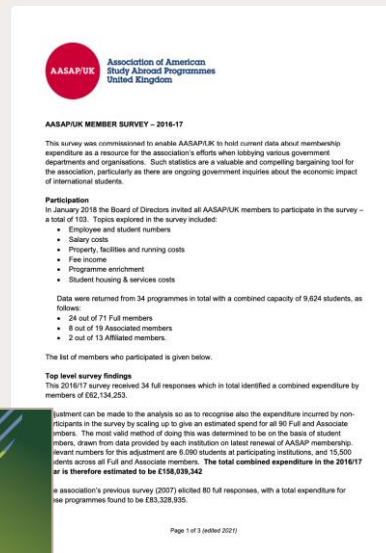 AASAP/UK
Association of American
Study Abroad Programmes
United Kingdom
AASAP/UK MEMBER SURVEY – 2016-17
This survey was commissioned to enable AASAP/UK to hold current data about membership
expenditure as a resource for the association's efforts when lobbying various government
departments and organisations. Such statistics are a valuable and compelling bargaining tool for
the association, particularly as there are ongoing government inquiries about the economic impact
of international students.
Participation
In January 2018 the Board of Directors invited all AASAP/UK members to participate in the survey –
a total of 103. Topics explored in the survey included:
• Employee and student numbers
• Salary costs
• Property, facilities and running costs
• Fee income
• Programme enrichment
• Student housing & services costs
Data were returned from 34 programmes in total with a combined capacity of 9,624 students, as
follows:
• 24 out of 71 Full members
• 8 out of 19 Associated members
• 2 out of 13 Affiliated members.
The list of members who participated is given below.
Top level survey findings
This 2016/17 survey received 34 full responses which in total identified a combined expenditure by
members of £62,134,253.
justment can be made to the analysis so as to recognise also the expenditure incurred by non-
rticipants in the survey by scaling up to give an estimated spend for all 90 Full and Associate
embers. The most valid method of doing this was determined to be on the basis of student
mbers, drawn from data provided by each institution on latest renewal of AASAP membership.
levant numbers for this adjustment are 6,090 students at participating institutions, and 15,500
dents across all Full and Associate members. The total combined expenditure in the 2016/17
ar is therefore estimated to be £158,039,342
e association's previous survey (2007) elicited 80 full responses, with a total expenditure for
ese programmes found to be £83,328,935.
Page 1 of 3 (edited 2021)